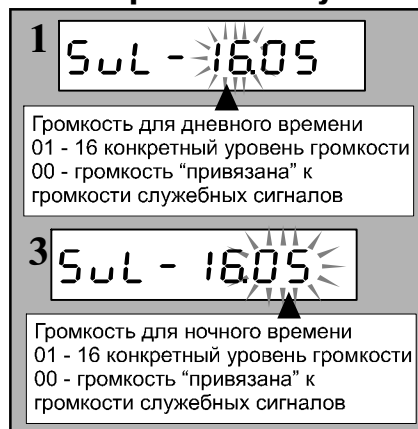 1
SuL - 16.05
Громкость для дневного времени
01 - 16 конкретный уровень громкости
00 - громкость “привязана” к
громкости служебных сигналов
3
SuL - 16.05
Громкость для ночного времени
01 - 16 конкретный уровень громкости
00 - громкость “привязана” к
громкости служебных сигналов